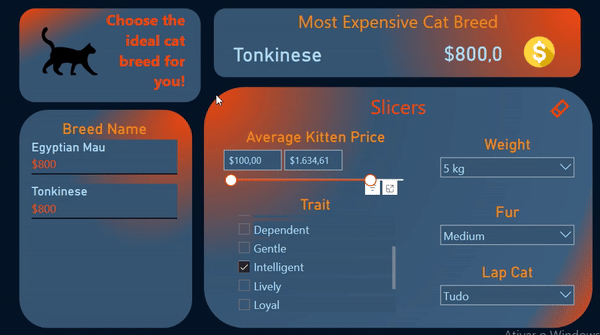 Choose the
ideal cat
breed for
you!
Most Expensive Cat Breed
Tonkinese
$800,0
$
Breed Name
Egyptian Mau
$800
Tonkinese
$800
Slicers
Average Kitten Price
$100,00
$1.634,61
Trait
Dependent
Gentle
Intelligent
Lively
Loyal
Weight
5 kg
Fur
Medium
Lap Cat
Tudo
Ativar o Windows